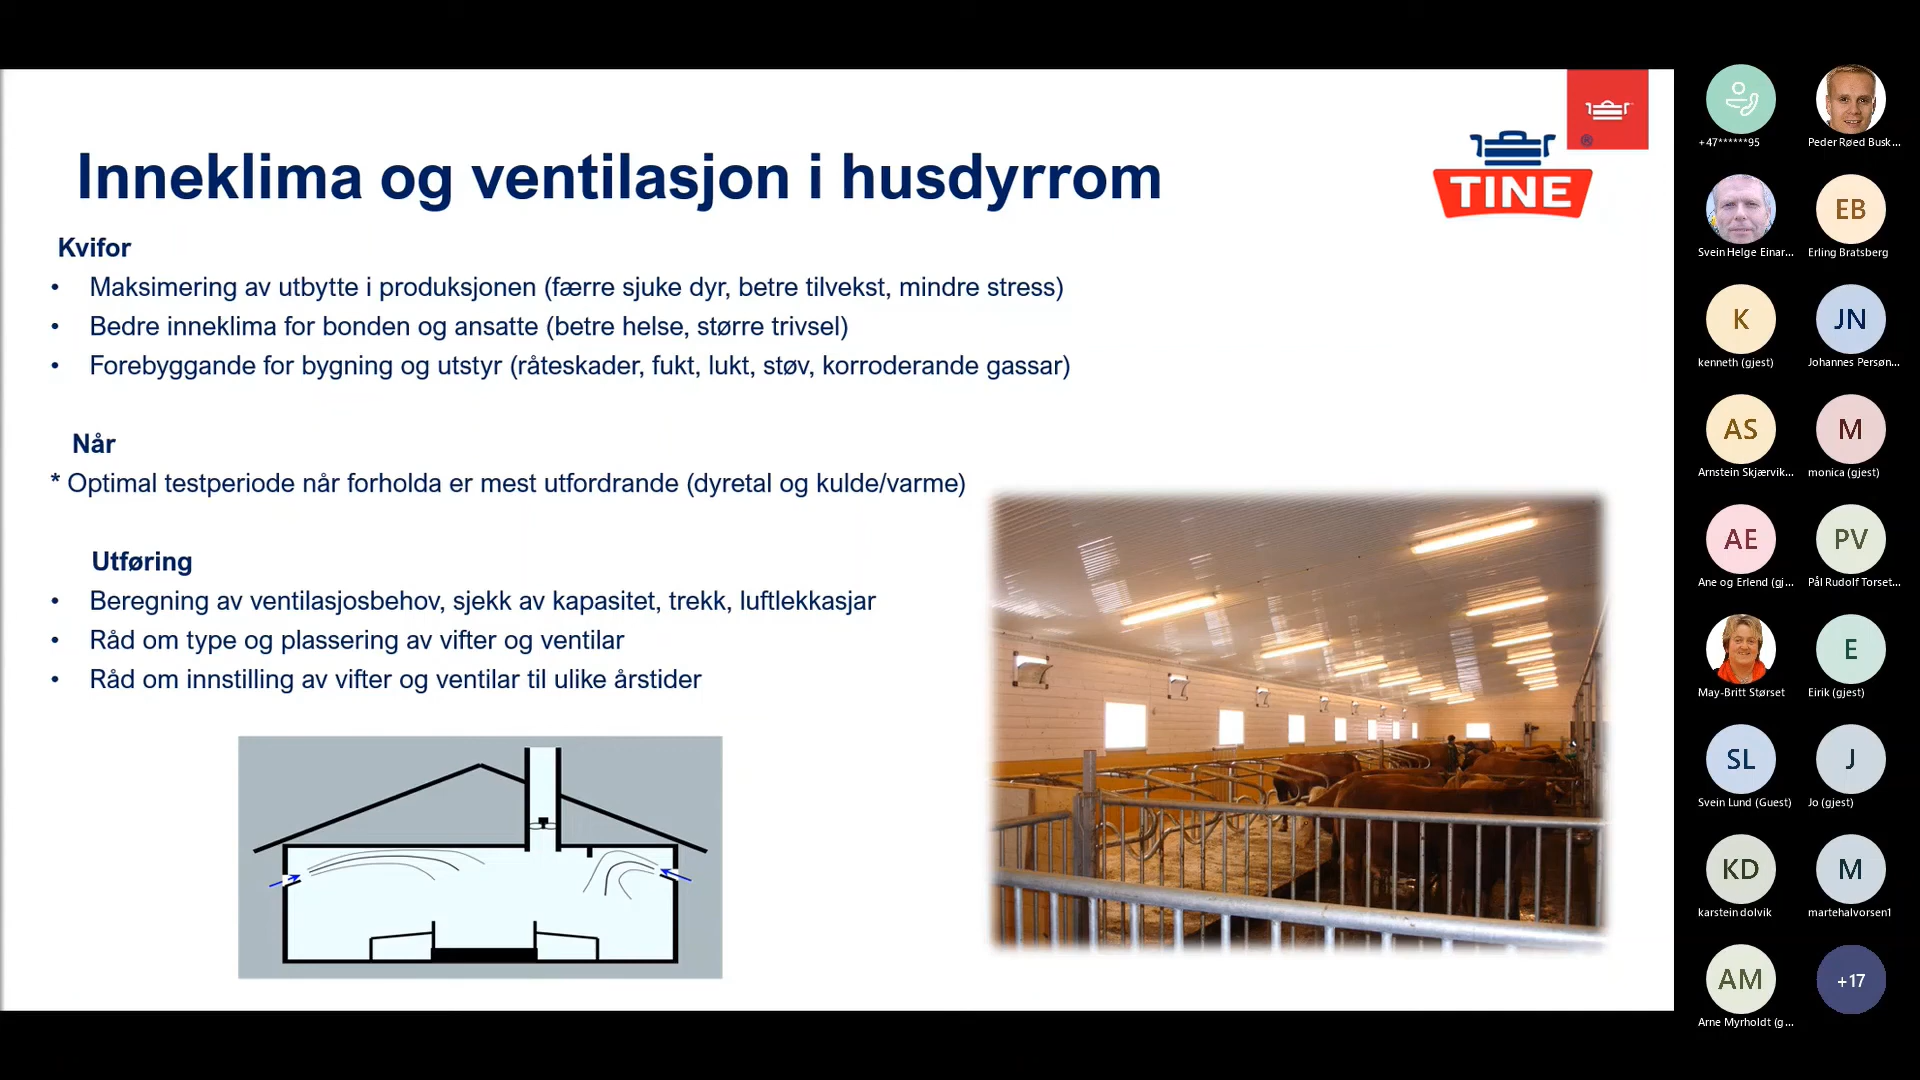 Inneklima og ventilasjon i husdyrrom
®
TINE
Kvifor
• Maksimering av utbytte i produksjonen (færre sjuke dyr, betre tilvekst, mindre stress)
• Bedre inneklima for bonden og ansatte (betre helse, større trivsel)
• Forebyggande for bygning og utstyr (råteskader, fukt, lukt, støv, korroderande gassar)
Når
* Optimal testperiode når forholda er mest utfordrande (dyretal og kulde/varme)
Utføring
• Beregning av ventilasjosbehov, sjekk av kapasitet, trekk, luftlekkasjar
• Råd om type og plassering av vifter og ventilar
• Råd om innstilling av vifter og ventilar til ulike årstider
+47******95
Peder Røed Busk...
Svein Helge Einar...
EB
Erling Bratsberg
K
kenneth (gjest)
JN
Johannes Persøn...
AS
Arnstein Skjærvik...
M
monica (gjest)
AE
Ane og Erlend (gj...
PV
Pål Rudolf Torset...
May-Britt Størset
E
Eirik (gjest)
SL
Svein Lund (Guest)
J
Jo (gjest)
KD
karstein dolvik
M
martehalvorsen1
AM
Arne Myrholdt (g...
+17